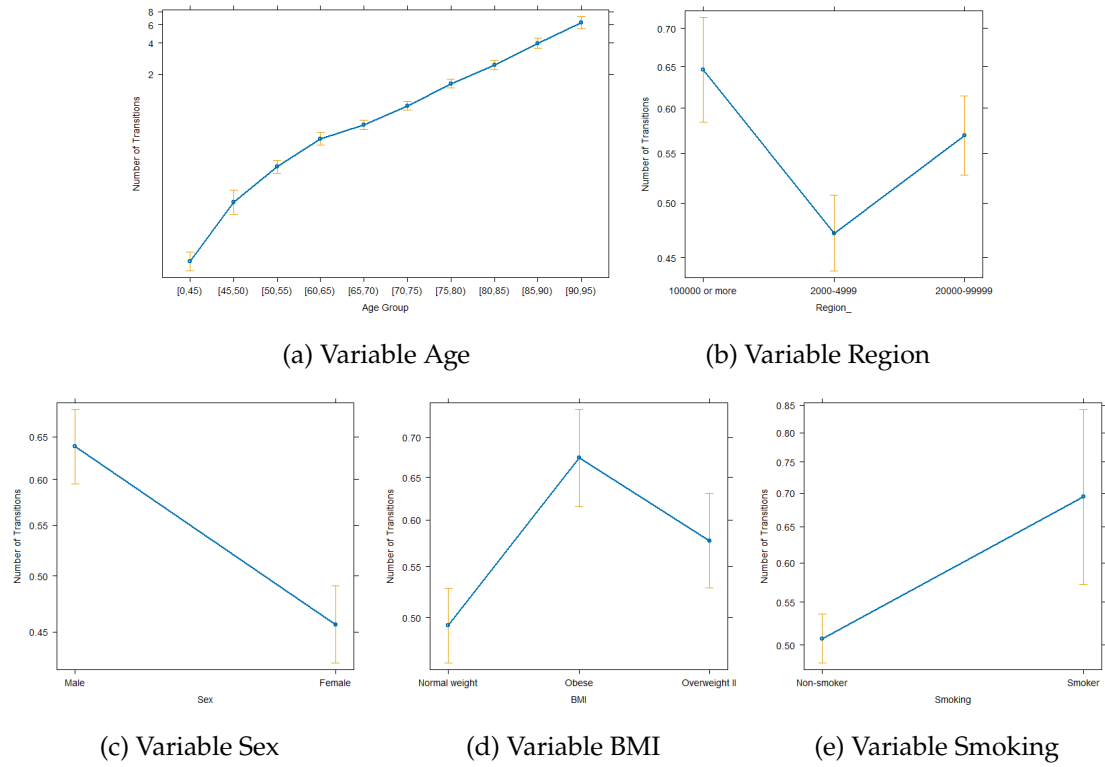 8
6
4
2
Number of Transitions
[0,45) [45,50) [50,55) [60,65) [65,70) [70,75) [75,80) [80,85) [85,90) [90,95)
Age Group
(a) Variable Age
0.70
0.65
0.60
0.55
0.50
0.45
Number of Transitions
100000 or more 2000-4999 20000-99999
Region_
(b) Variable Region
0.65
0.60
0.55
0.50
0.45
Number of Transitions
Male Female
Sex
(c) Variable Sex
0.70
0.65
0.60
0.55
0.50
Number of Transitions
Normal weight Obese Overweight II
BMI
(d) Variable BMI
0.85
0.80
0.75
0.70
0.65
0.60
0.55
0.50
Number of Transitions
Non-smoker Smoker
Smoking
(e) Variable Smoking